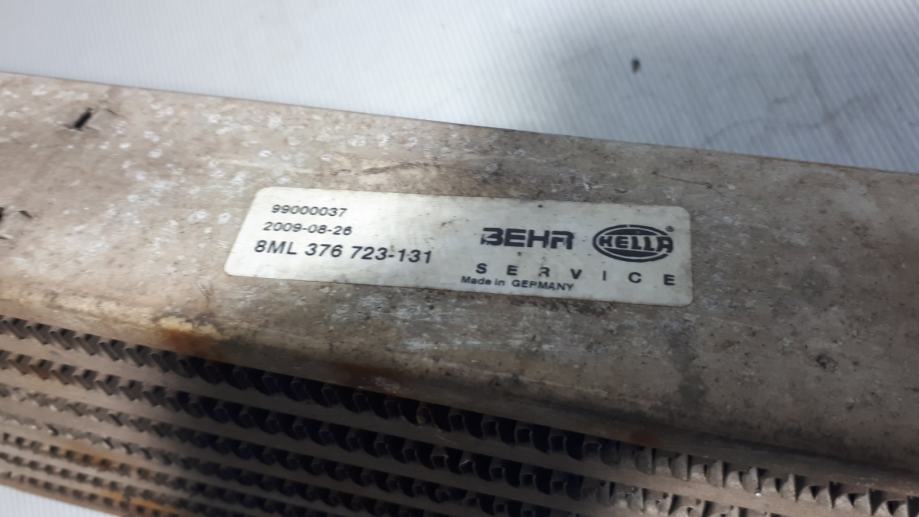 99000037
2009-08-26
8ML 376 723-131
BEHR HELLA
SERVICE
Made in GERMANY